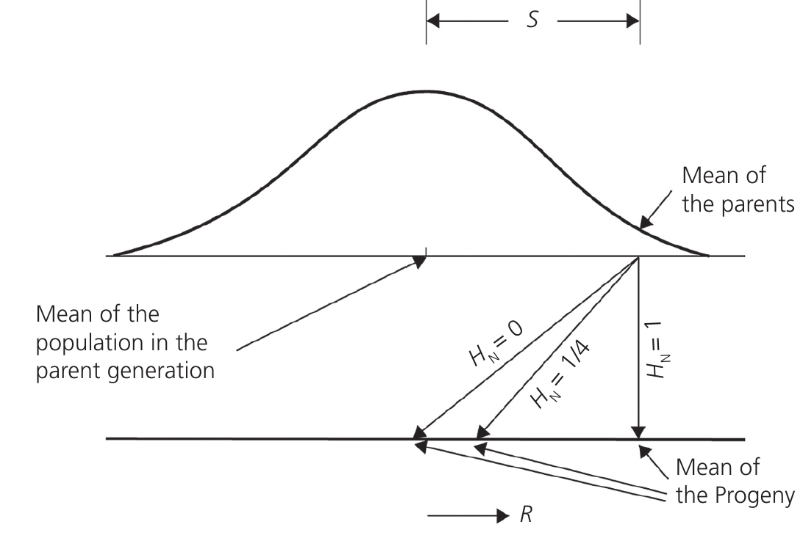 S
Mean of
the parents
Mean of the
population in the
parent generation
H_N = 0
H_N = 1/4
H_N = 1
Mean of
the Progeny
R